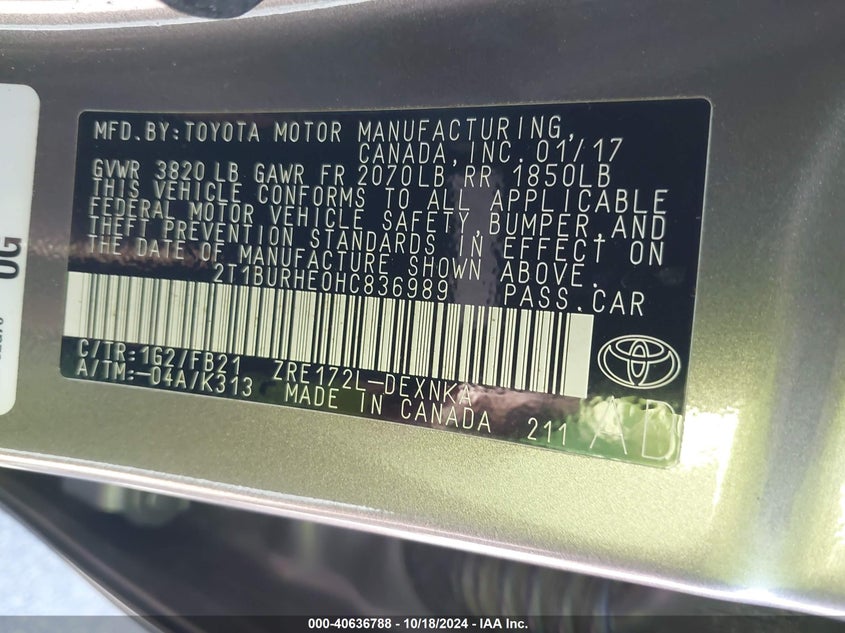 MFD.BY:TOYOTA MOTOR MANUFACTURING,
CANADA,INC.01/17
GVWR 3820 LB GAWR FR 2070LB RR 1850LB
THIS VEHICLE CONFORMS TO ALL APPLICABLE
FEDERAL MOTOR VEHICLE SAFETY,BUMPER,AND
THEFT PREVENTION STANDARDS IN EFFECT ON
THE DATE OF MANUFACTURE SHOWN ABOVE.
2T1BURHE0HC836989 PASS.CAR
C/TR:1G2/FB21 ZRE172L-DEXNKA
A/TM:-04A/K313 MADE IN CANADA 211
AD
OG
000-40636788 - 10/18/2024 - IAA Inc.